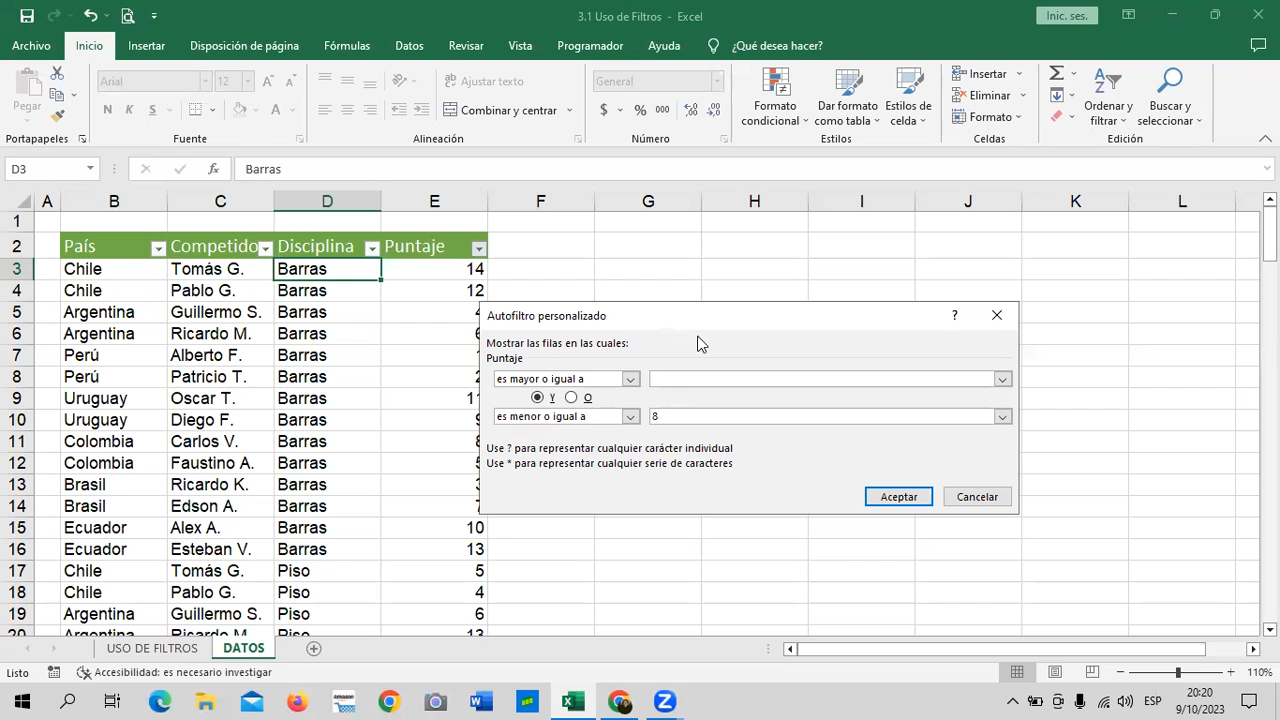 3.1 Uso de Filtros - Excel
Inic. ses.
Archivo Inicio Insertar Disposición de página Fórmulas Datos Revisar Vista Programador Ayuda ¿Qué desea hacer?
Pegar
Arial 12
N K S
Ajustar texto
Combinar y centrar
General
$ % 000
Formato condicional
Dar formato como tabla
Estilos de celda
Insertar
Eliminar
Formato
Ordenar y filtrar
Buscar y seleccionar
Portapapeles Fuente Alineación Número Estilos Celdas Edición
D3 fx Barras
A B C D E F G H I J K L
1
2 País Competido Disciplina Puntaje
3 Chile Tomás G. Barras 14
4 Chile Pablo G. Barras 12
5 Argentina Guillermo S. Barras
6 Argentina Ricardo M. Barras
7 Perú Alberto F. Barras
8 Perú Patricio T. Barras
9 Uruguay Oscar T. Barras
10 Uruguay Diego F. Barras
11 Colombia Carlos V. Barras
12 Colombia Faustino A. Barras
13 Brasil Ricardo K. Barras
14 Brasil Edson A. Barras
15 Ecuador Alex A. Barras 10
16 Ecuador Esteban V. Barras 13
17 Chile Tomás G. Piso 5
18 Chile Pablo G. Piso 4
19 Argentina Guillermo S. Piso 6
20 Argentina Ricardo M. Piso 13
Autofiltro personalizado ? 
Mostrar las filas en las cuales:
Puntaje
es mayor o igual a
Y O
es menor o igual a 8
Use ? para representar cualquier carácter individual
Use * para representar cualquier serie de caracteres
Aceptar Cancelar
USO DE FILTROS DATOS
Listo Accesibilidad: es necesario investigar 110%
ESP
20:20
9/10/2023